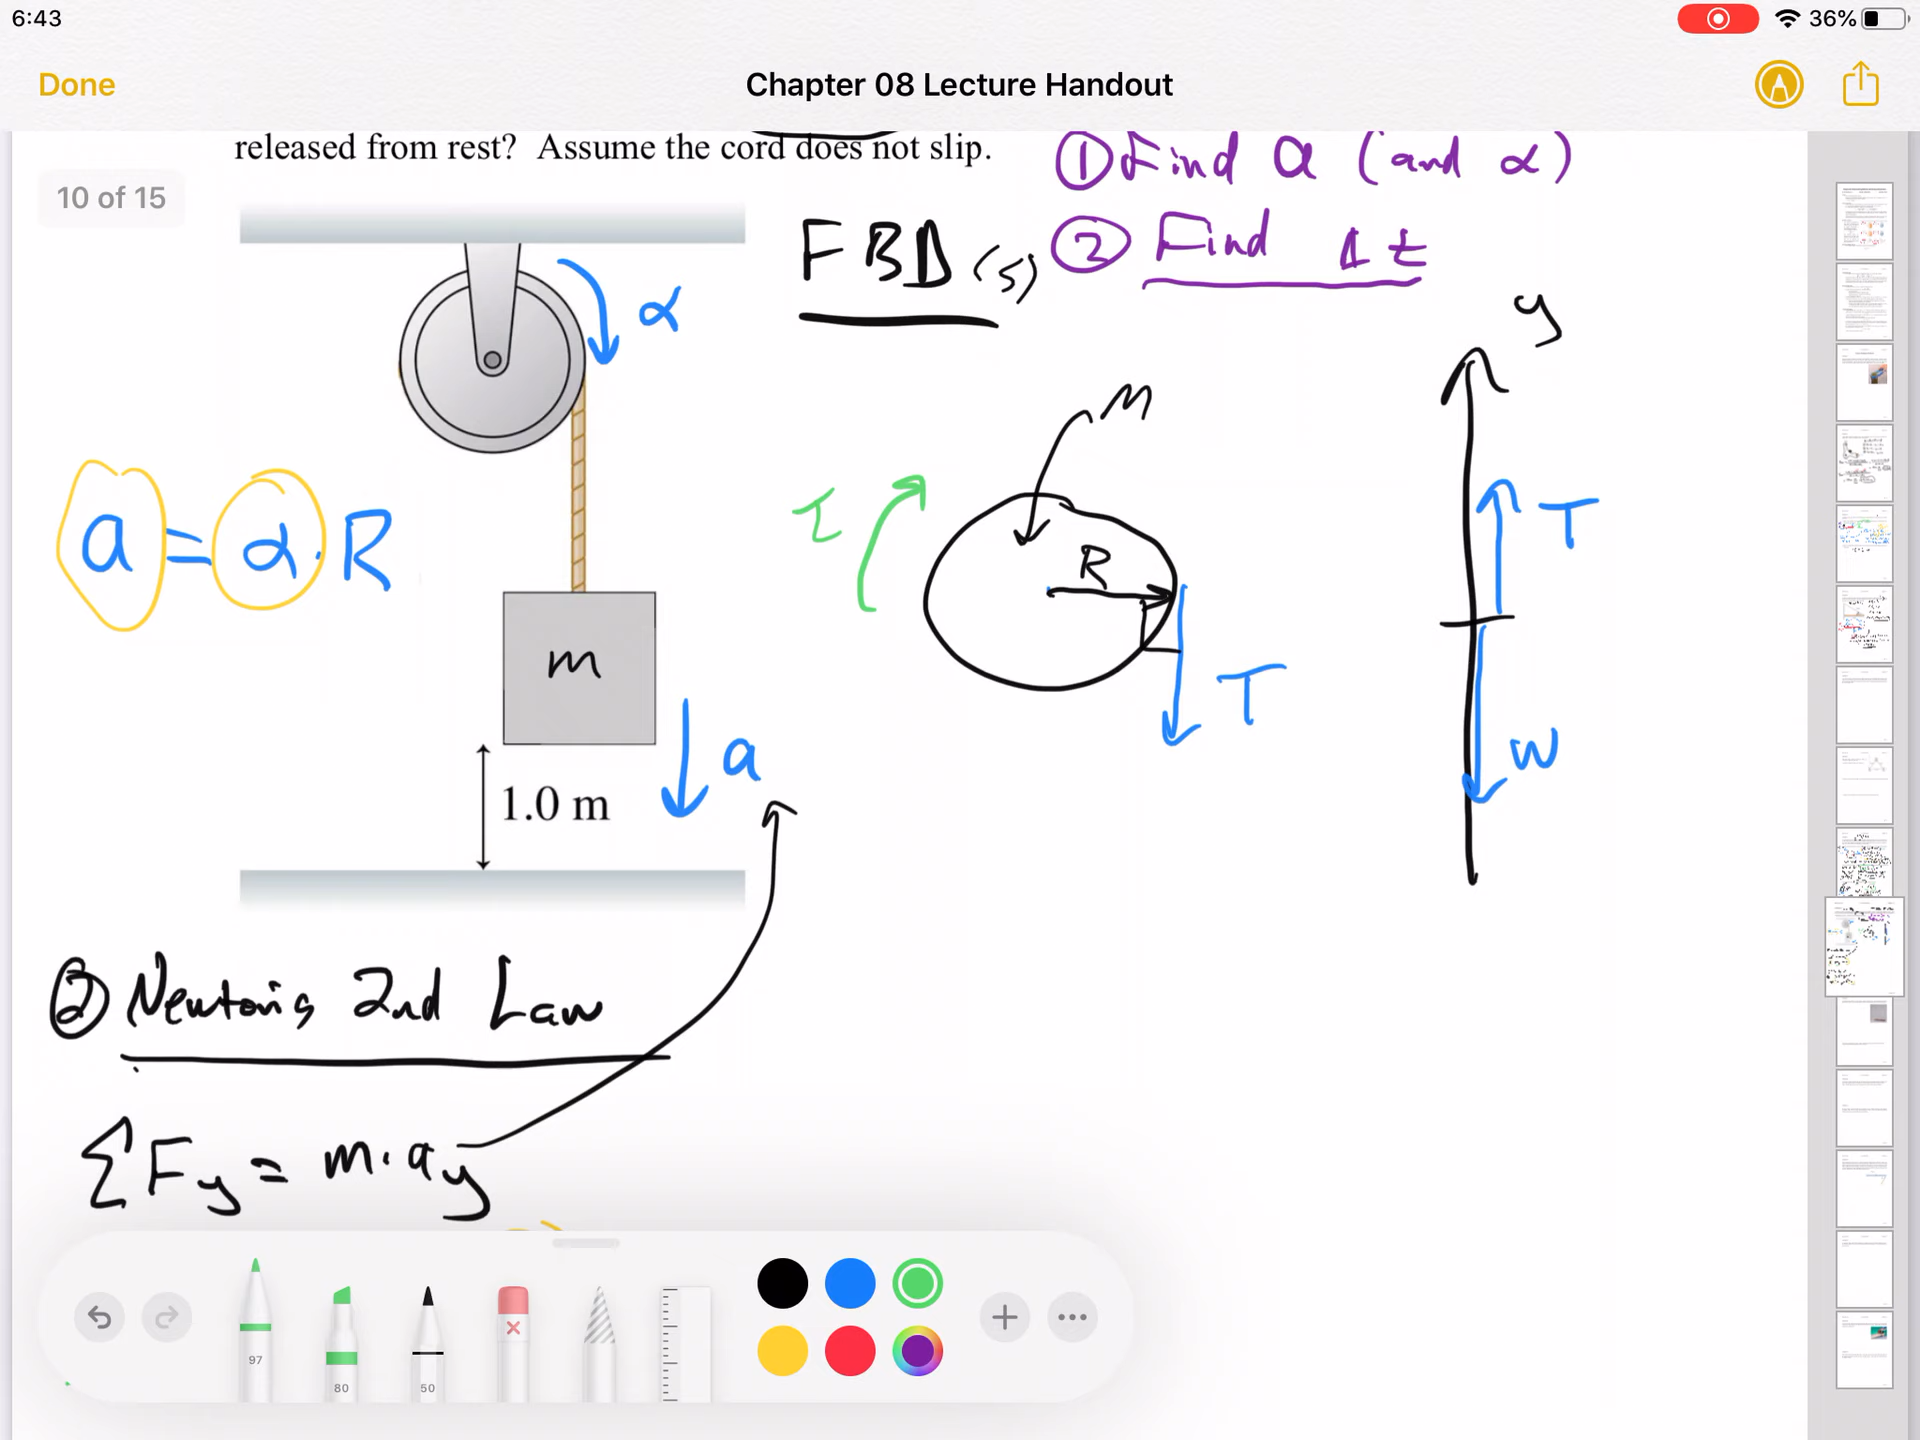 6:43
36%
Done
Chapter 08 Lecture Handout
released from rest? Assume the cord does not slip.
10 of 15
① Find a (and α)
② Find Δt
FBD(s)
α
y
M
τ
R
T
T
W
a = α · R
m
a
1.0 m
② Newton's 2nd Law
ΣFy = m·ay
97
80
50